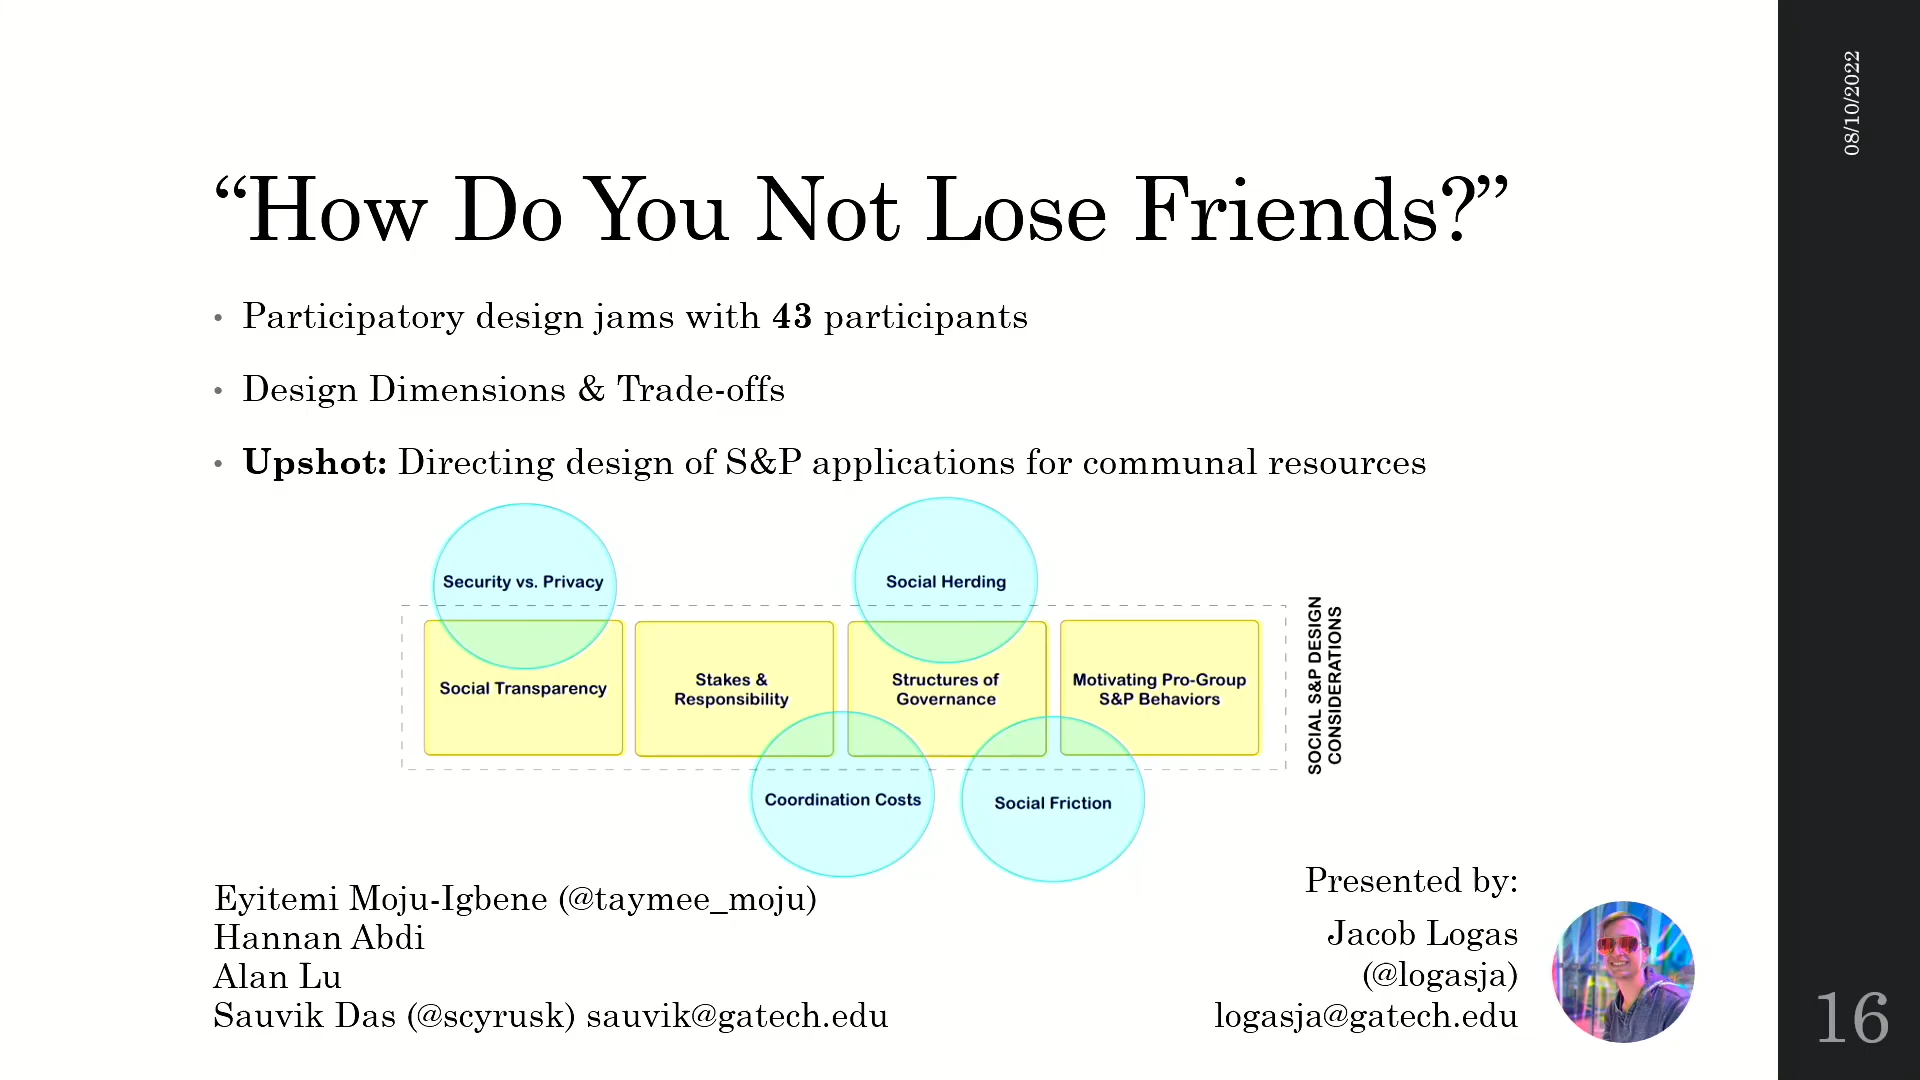 08/10/2022
“How Do You Not Lose Friends?”
• Participatory design jams with 43 participants
• Design Dimensions & Trade-offs
• Upshot: Directing design of S&P applications for communal resources
Security vs. Privacy
Social Herding
Social Transparency
Stakes &
Responsibility
Structures of
Governance
Motivating Pro-Group
S&P Behaviors
SOCIAL S&P DESIGN
CONSIDERATIONS
Coordination Costs
Social Friction
Eyitemi Moju-Igbene (@taymee_moju)
Hannan Abdi
Alan Lu
Sauvik Das (@scyrusk) sauvik@gatech.edu
Presented by:
Jacob Logas
(@logasja)
logasja@gatech.edu
16